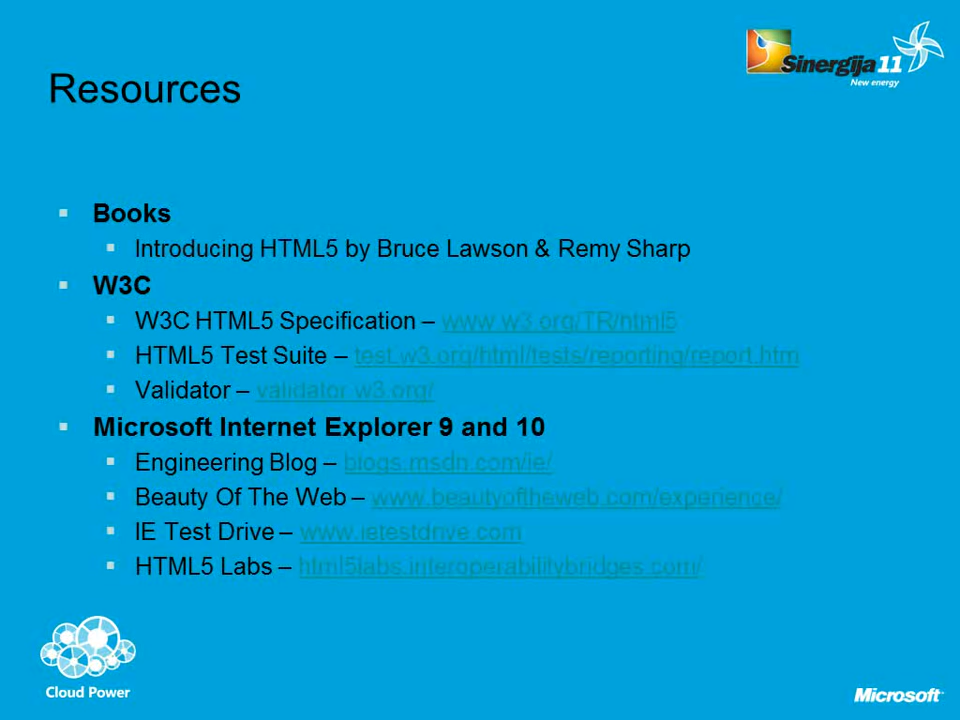 Sinergija 11
New energy
Resources
Books
Introducing HTML5 by Bruce Lawson & Remy Sharp
W3C
W3C HTML5 Specification – www.w3.org/TR/html5
HTML5 Test Suite – test.w3.org/html/tests/reporting/report.htm
Validator – validator.w3.org/
Microsoft Internet Explorer 9 and 10
Engineering Blog – blogs.msdn.com/ie/
Beauty Of The Web – www.beautyoftheweb.com/experience/
IE Test Drive – www.ietestdrive.com
HTML5 Labs – html5labs.interoperabilitybridges.com/
Cloud Power
Microsoft